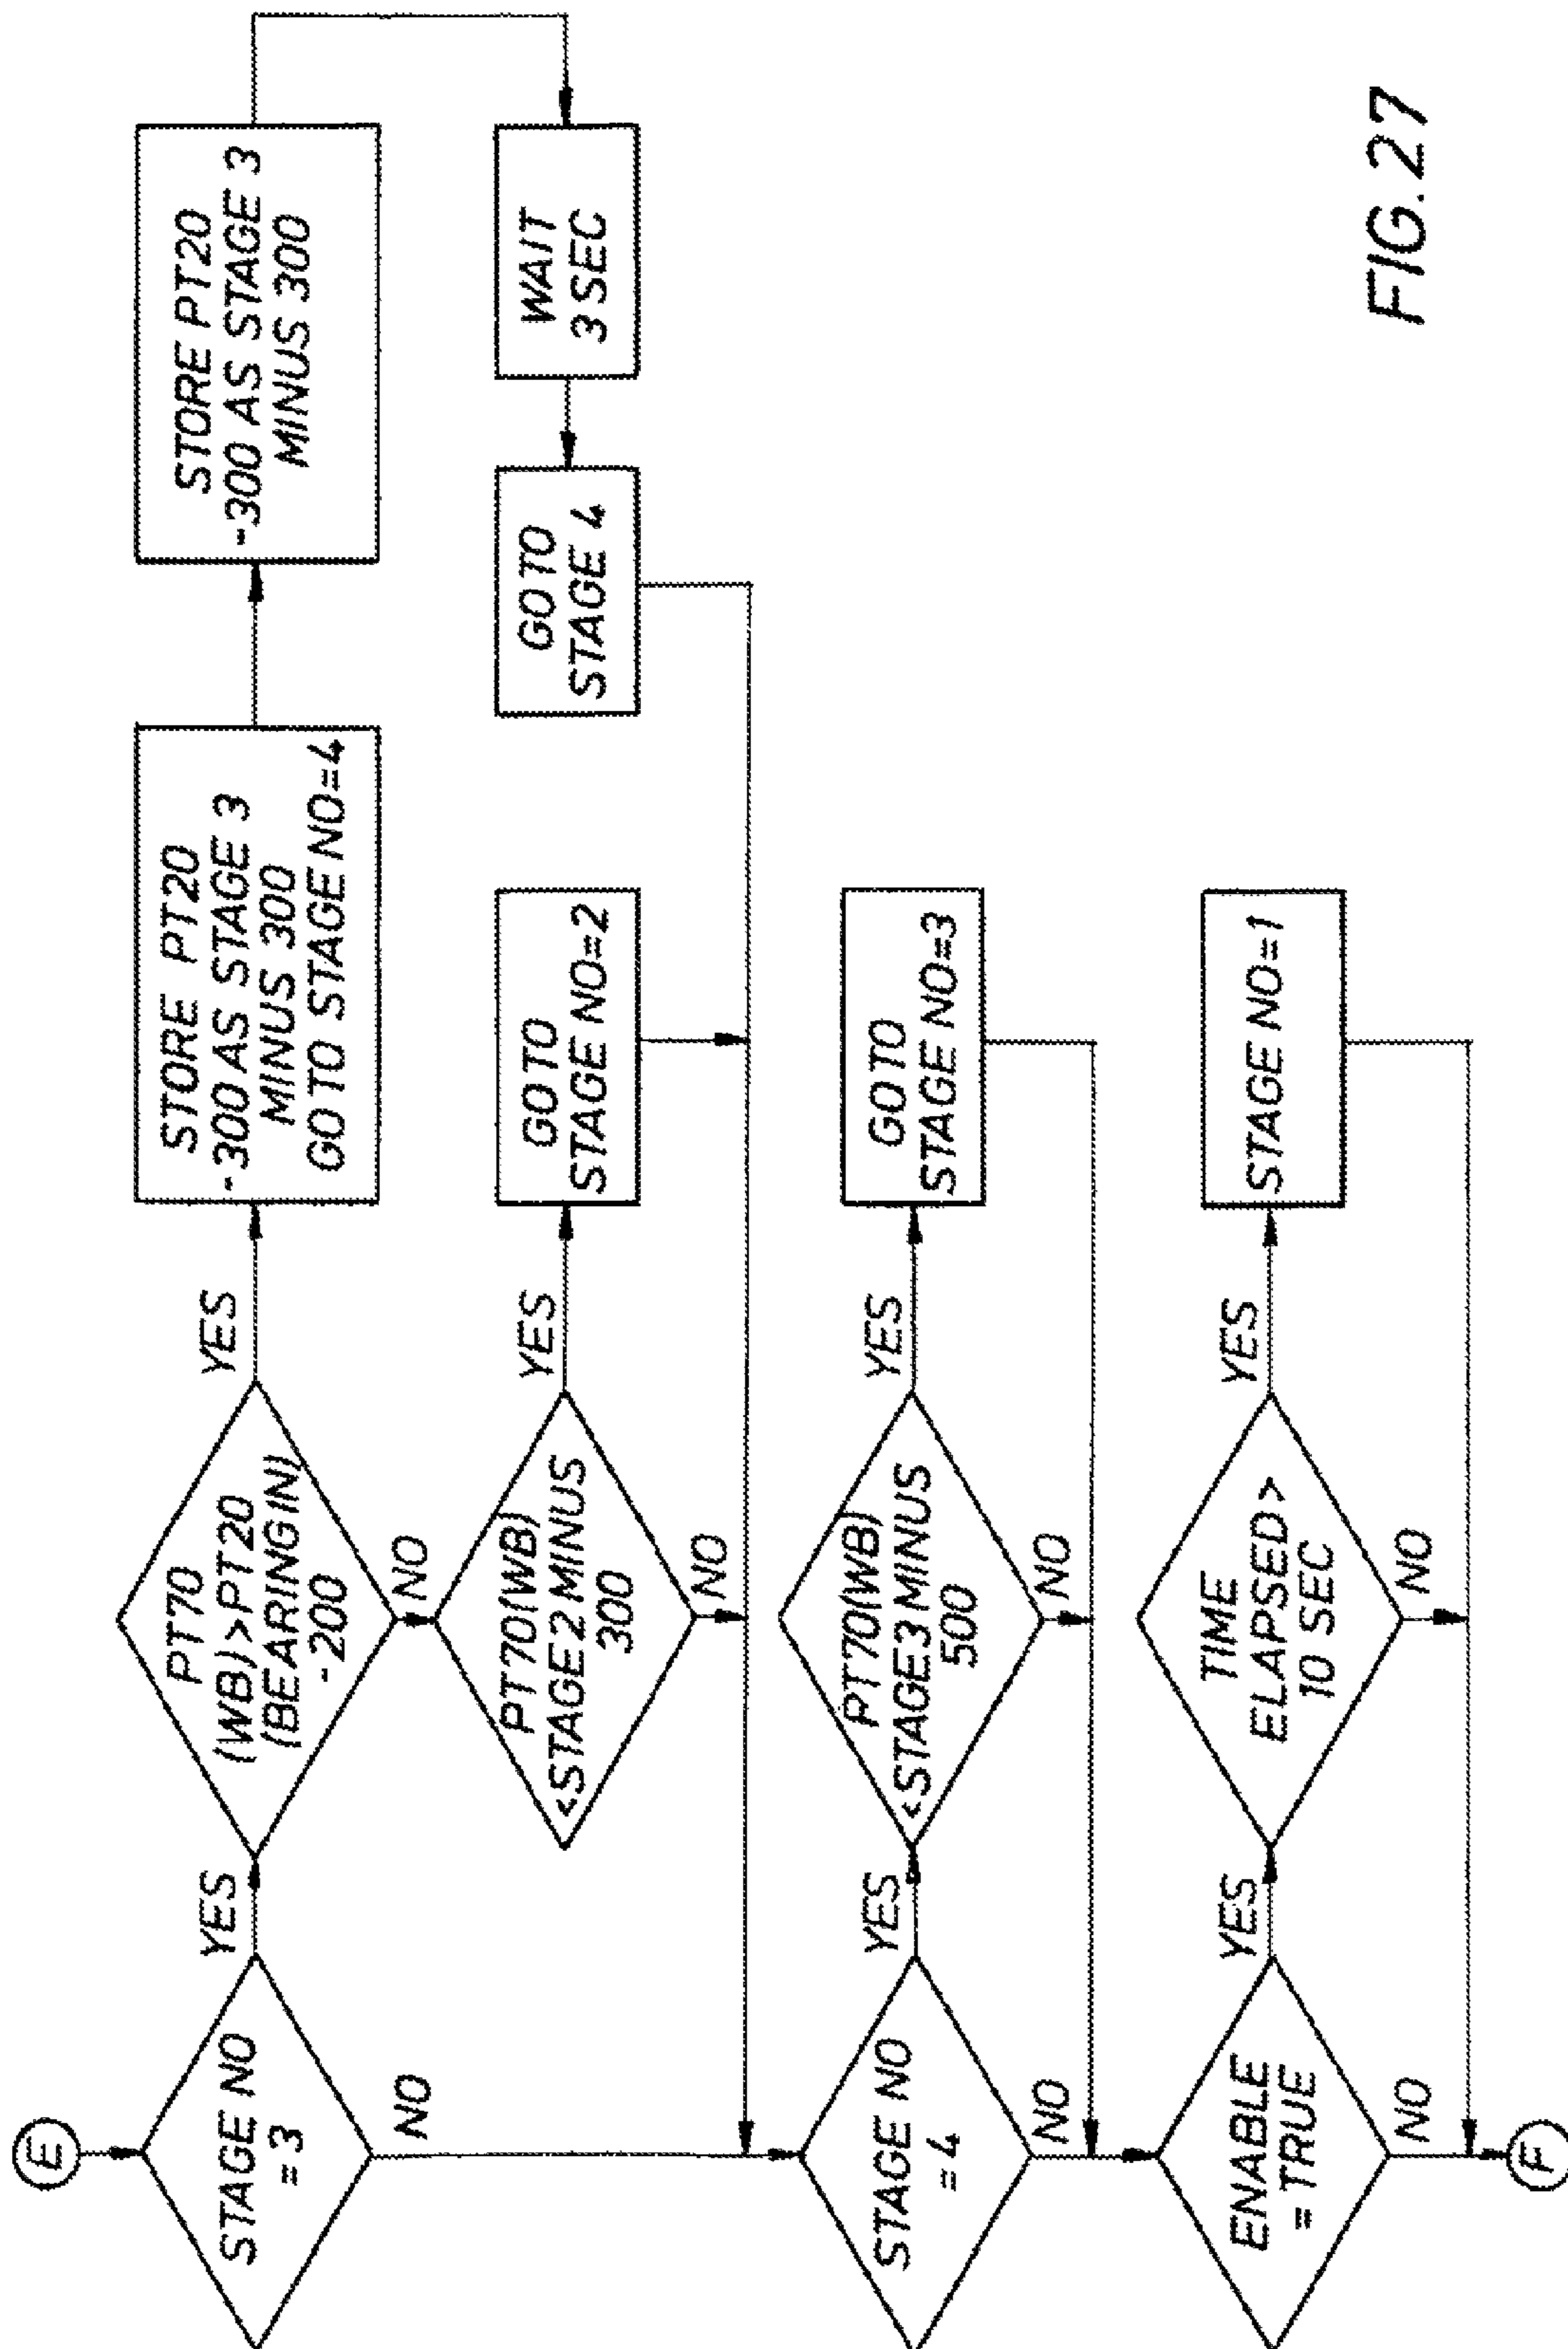 E
STAGE NO
= 3
YES
NO
PT70
(WB)>PT20
(BEARING IN)
-200
YES
NO
STORE PT20
-300 AS STAGE 3
MINUS 300
GO TO STAGE NO=4
STORE PT20
-300 AS STAGE 3
MINUS 300
WAIT
3 SEC
GO TO
STAGE 4
PT70(WB)
<STAGE 2 MINUS
300
YES
NO
GO TO
STAGE NO=2
STAGE NO
= 4
YES
NO
PT70(WB)
<STAGE3 MINUS
500
YES
NO
GO TO
STAGE NO=3
ENABLE
= TRUE
YES
NO
TIME
ELAPSED>
10 SEC
YES
NO
STAGE NO=1
F
FIG. 27